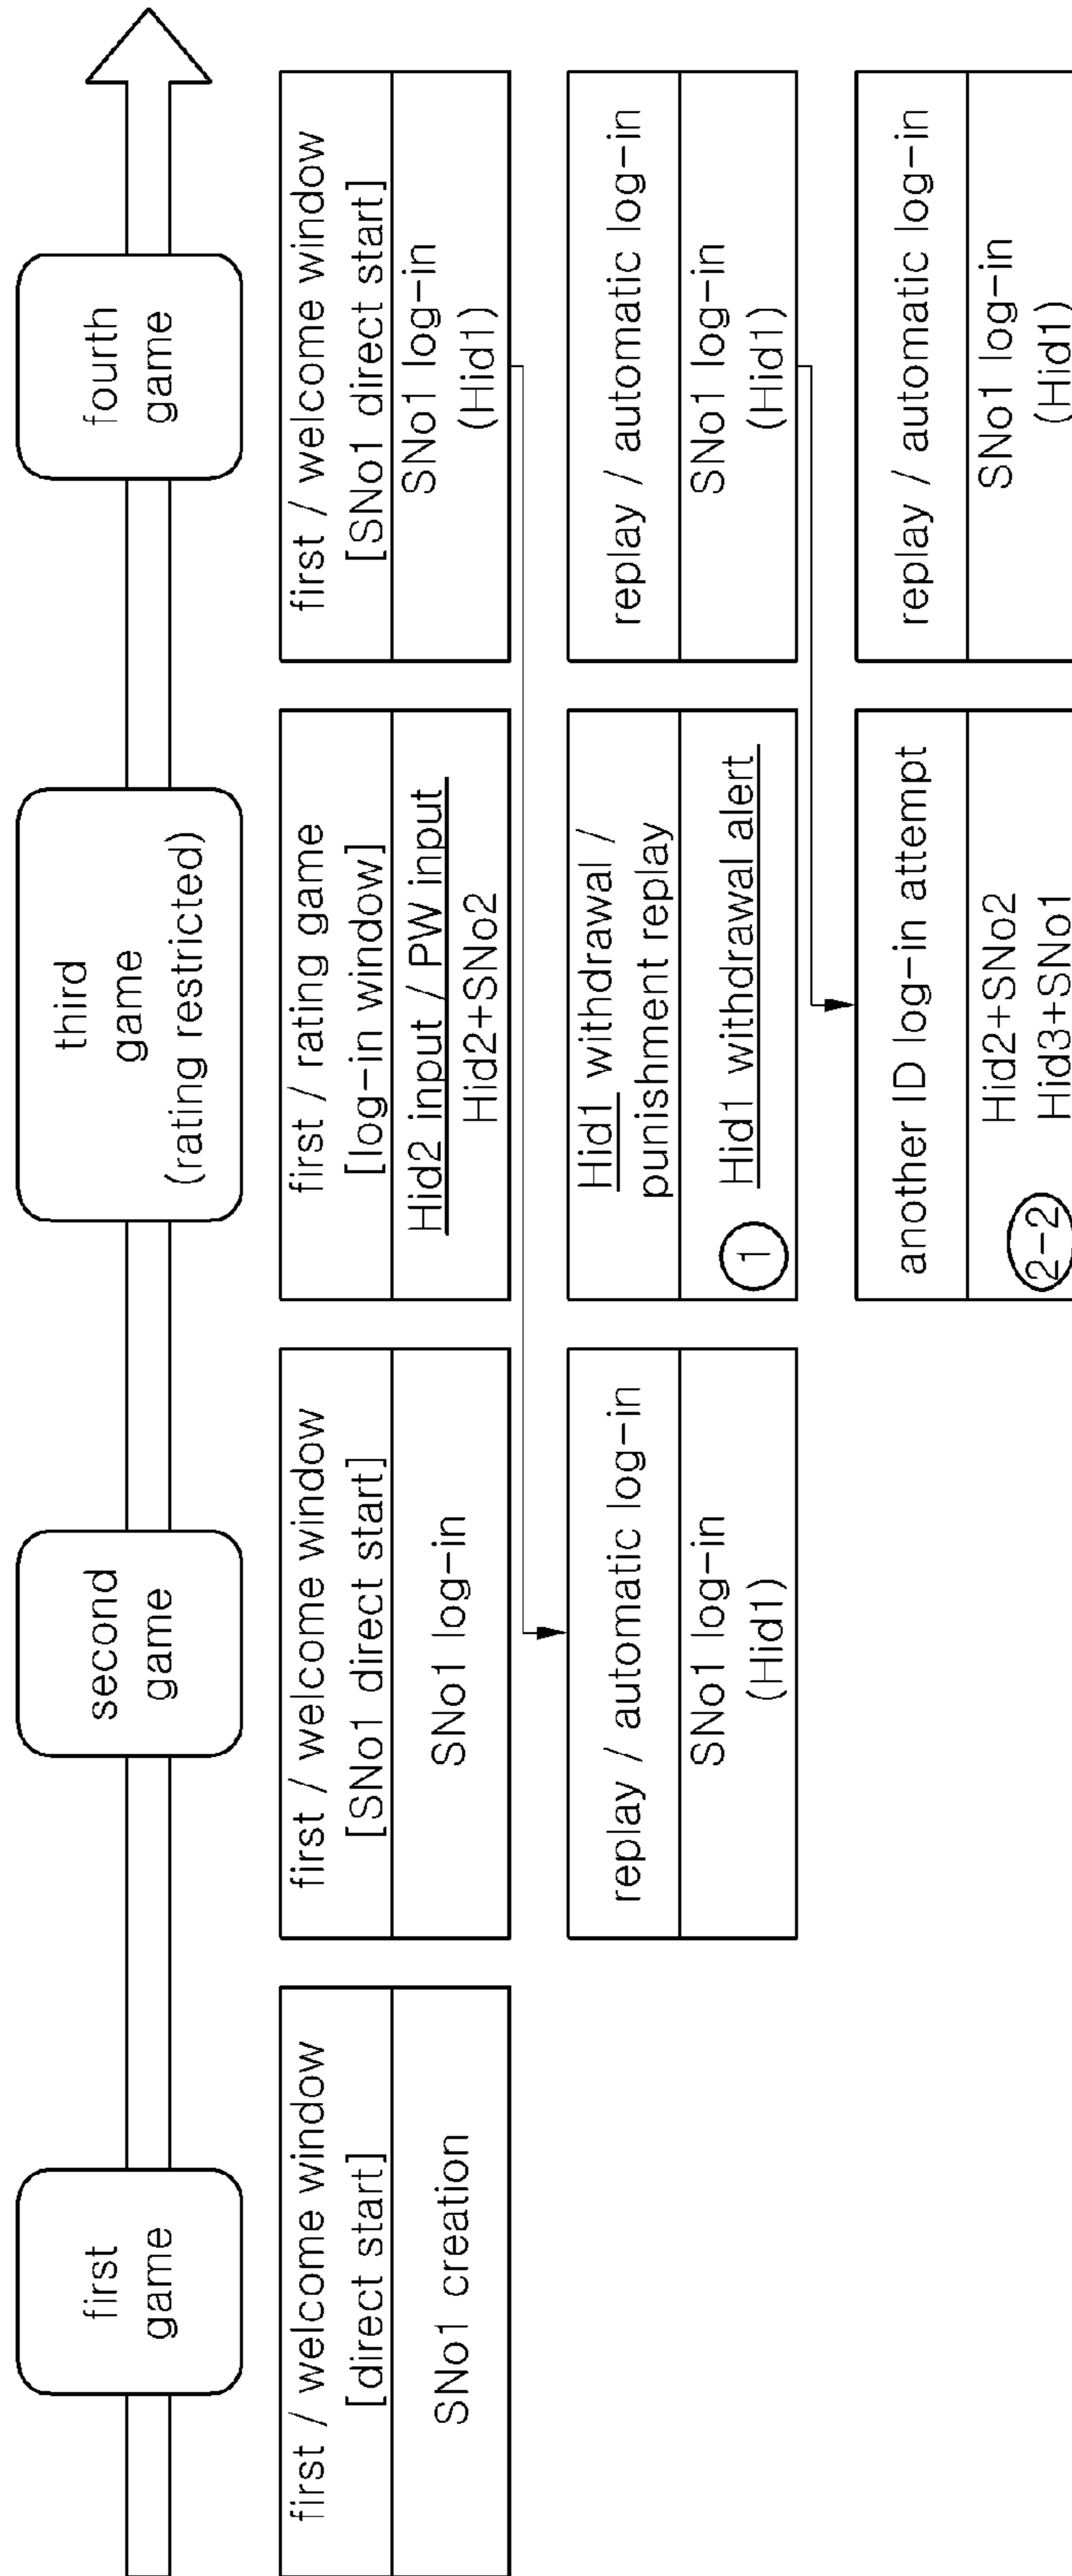 first
game
second
game
third
game
(rating restricted)
fourth
game
first / welcome window
[direct start]
SNo1 creation
first / welcome window
[SNo1 direct start]
SNo1 log-in
first / rating game
[log-in window]
Hid2 input / PW input
Hid2+SNo2
first / welcome window
[SNo1 direct start]
SNo1 log-in
(Hid1)
replay / automatic log-in
SNo1 log-in
(Hid1)
Hid1 withdrawal /
punishment replay
1
Hid1 withdrawal alert
replay / automatic log-in
SNo1 log-in
(Hid1)
another ID log-in attempt
Hid2+SNo2
2-2
Hid3+SNo1
replay / automatic log-in
SNo1 log-in
(Hid1)